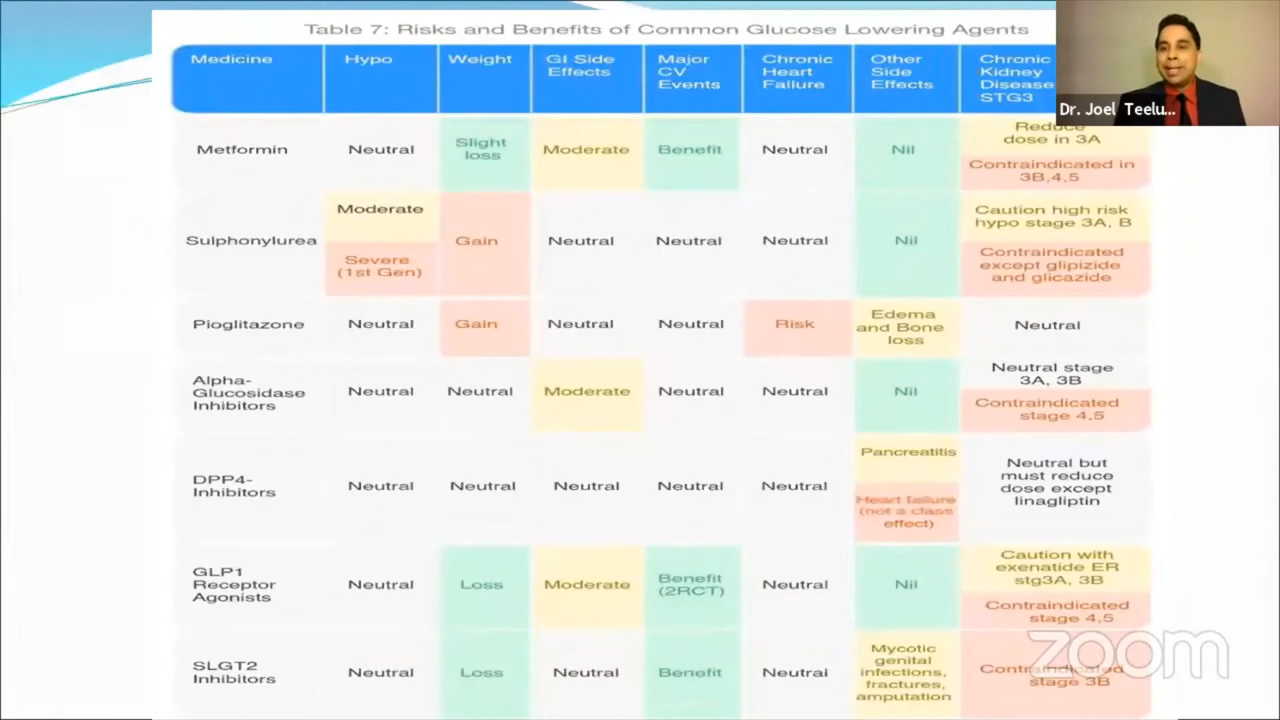 Table 7: Risks and Benefits of Common Glucose Lowering Agents
Medicine
Hypo
Weight
GI Side
Effects
Major
CV
Events
Chronic
Heart
Failure
Other
Side
Effects
Chronic
Kidney
Disease
STG3
Dr. Joel Teelu...
Metformin
Neutral
Slight
loss
Moderate
Benefit
Neutral
Nil
Reduce
dose in 3A
Contraindicated in
3B,4,5
Sulphonylurea
Moderate
Severe
(1st Gen)
Gain
Neutral
Neutral
Neutral
Nil
Caution high risk
hypo stage 3A, B
Contraindicated
except glipizide
and glicazide
Pioglitazone
Neutral
Gain
Neutral
Neutral
Risk
Edema
and Bone
loss
Neutral
Alpha-
Glucosidase
Inhibitors
Neutral
Neutral
Moderate
Neutral
Neutral
Nil
Neutral stage
3A, 3B
Contraindicated
stage 4,5
DPP4-
Inhibitors
Neutral
Neutral
Neutral
Neutral
Neutral
Pancreatitis
Heart failure
(not a class
effect)
Neutral but
must reduce
dose except
linagliptin
GLP1
Receptor
Agonists
Neutral
Loss
Moderate
Benefit
(2RCT)
Neutral
Nil
Caution with
exenatide ER
stg3A, 3B
Contraindicated
stage 4,5
SLGT2
Inhibitors
Neutral
Loss
Neutral
Benefit
Neutral
Mycotic
genital
infections,
fractures,
amputation
Contraindicated
stage 3B
zoom